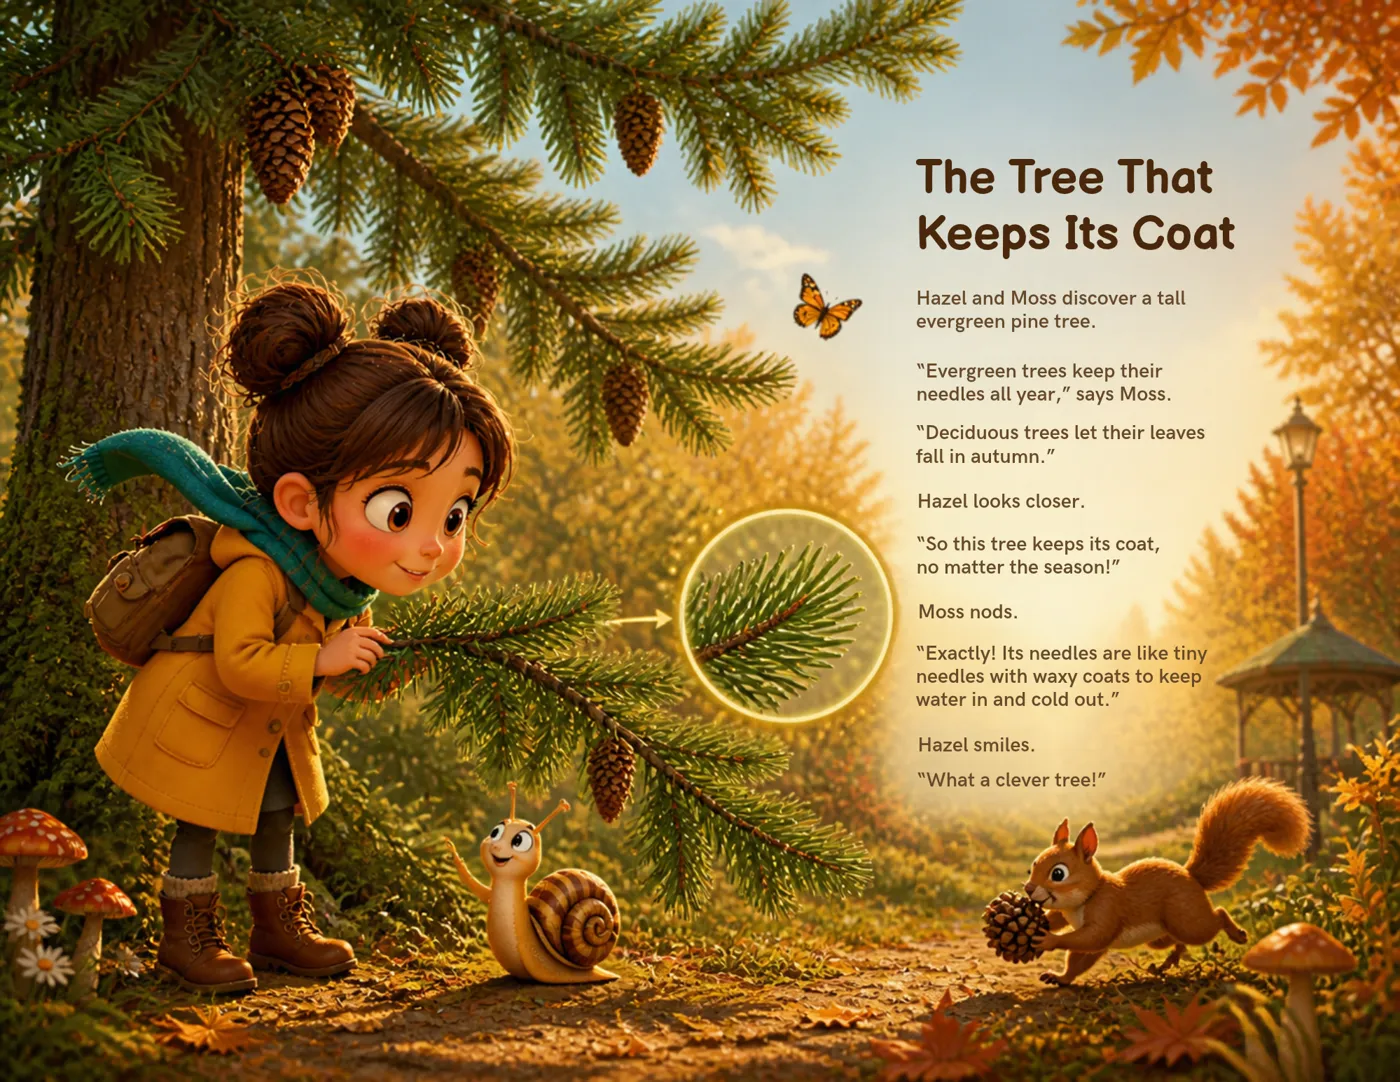 The Tree That
Keeps Its Coat
Hazel and Moss discover a tall
evergreen pine tree.
“Evergreen trees keep their
needles all year,” says Moss.
“Deciduous trees let their leaves
fall in autumn.”
Hazel looks closer.
“So this tree keeps its coat,
no matter the season!”
Moss nods.
“Exactly! Its needles are like tiny
needles with waxy coats to keep
water in and cold out.”
Hazel smiles.
“What a clever tree!”